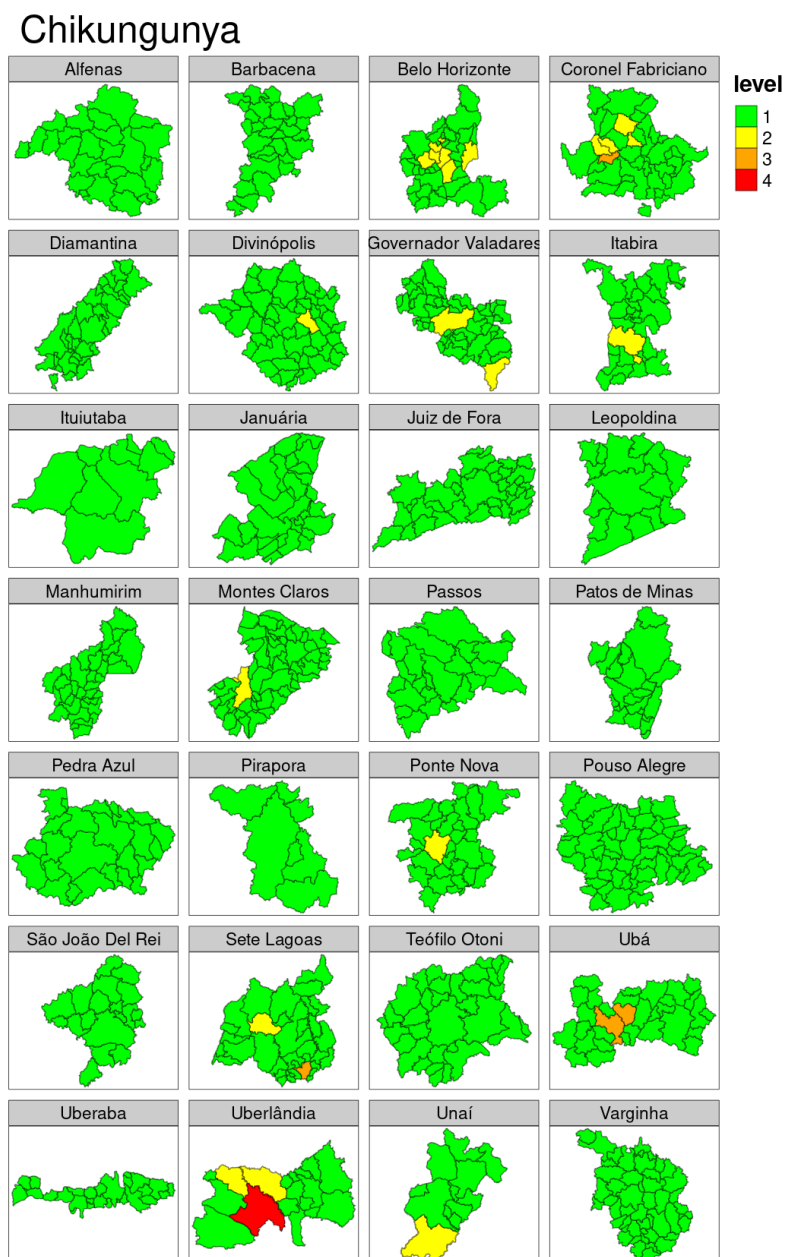 Chikungunya
Alfenas
Barbacena
Belo Horizonte
Coronel Fabriciano
level
1
2
3
4
Diamantina
Divinópolis
Governador Valadares
Itabira
Ituiutaba
Januária
Juiz de Fora
Leopoldina
Manhumirim
Montes Claros
Passos
Patos de Minas
Pedra Azul
Pirapora
Ponte Nova
Pouso Alegre
São João Del Rei
Sete Lagoas
Teófilo Otoni
Ubá
Uberaba
Uberlândia
Unaí
Varginha